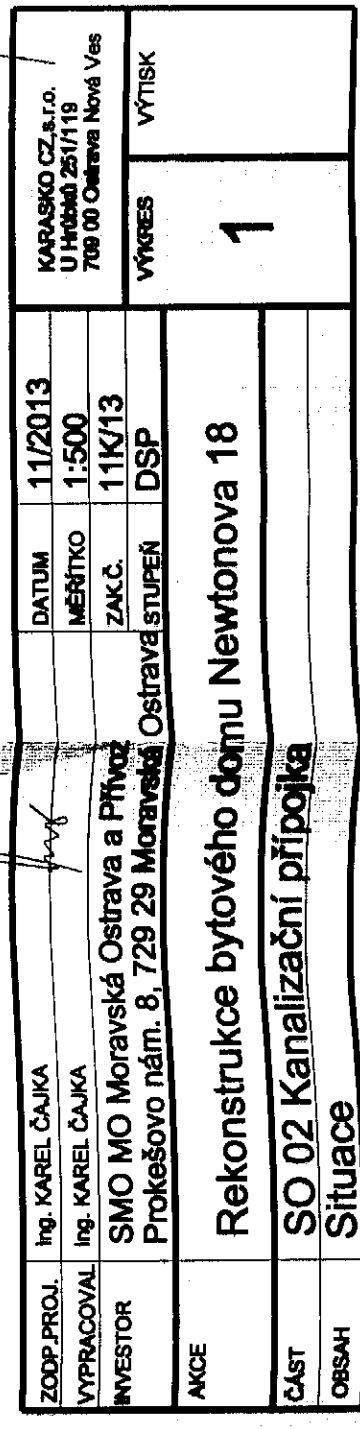 ZODP.PROJ. Ing. KAREL ČAJKA
VYPRACOVAL Ing. KAREL ČAJKA
INVESTOR SMO MO Moravská Ostrava a Přívoz
Prokešovo nám. 8, 729 29 Moravská Ostrava
DATUM 11/2013
MĚŘÍTKO 1:500
ZAK.Č. 11K/13
STUPEŇ DSP
KARASKO CZ,s.r.o.
U Hrůbků 251/119
709 00 Ostrava Nová Ves
AKCE Rekonstrukce bytového domu Newtonova 18
VÝKRES 1
VÝTISK
ČÁST SO 02 Kanalizační přípojka
OBSAH Situace